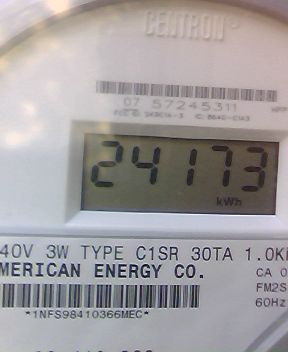 CENTRON®
07 57245311
24173
kWh
40V 3W TYPE C1SR 30TA 1.0K
MERICAN ENERGY CO.
CA 0
FM2S
60Hz
*1NFS98410366MEC*